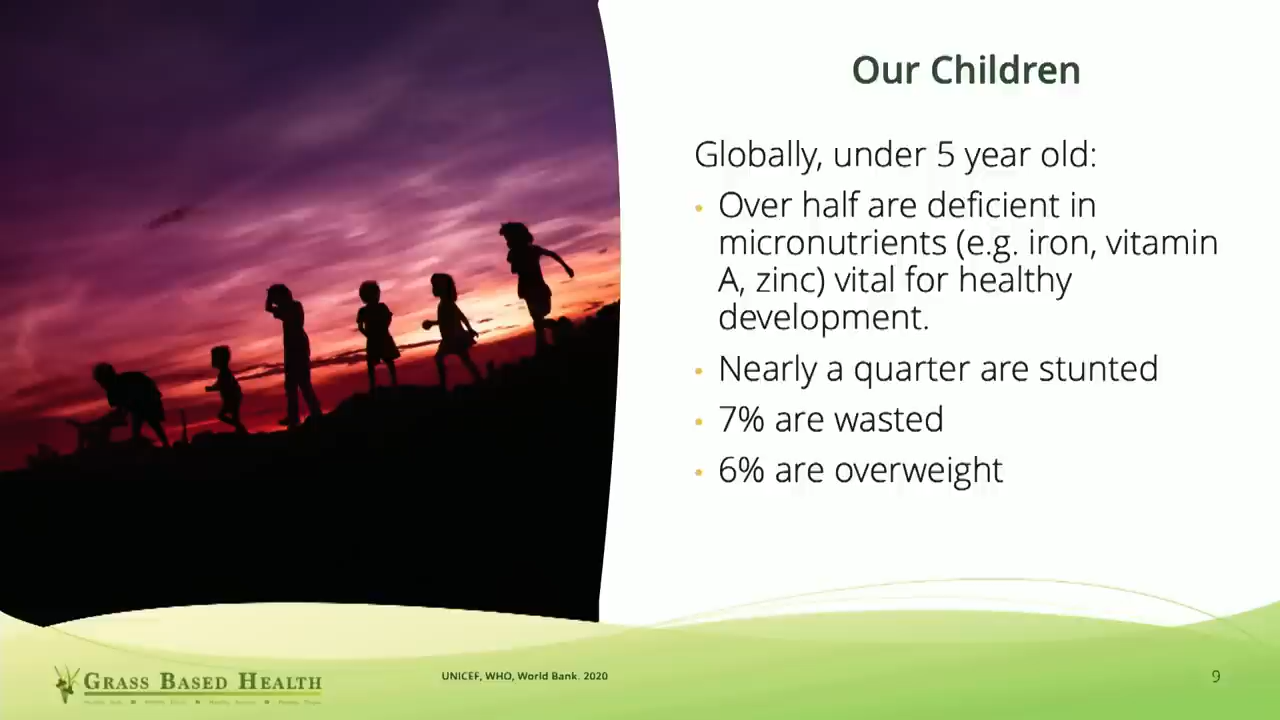 Our Children
Globally, under 5 year old:
• Over half are deficient in
micronutrients (e.g. iron, vitamin
A, zinc) vital for healthy
development.
• Nearly a quarter are stunted
• 7% are wasted
• 6% are overweight
GRASS BASED HEALTH
UNICEF, WHO, World Bank. 2020
9